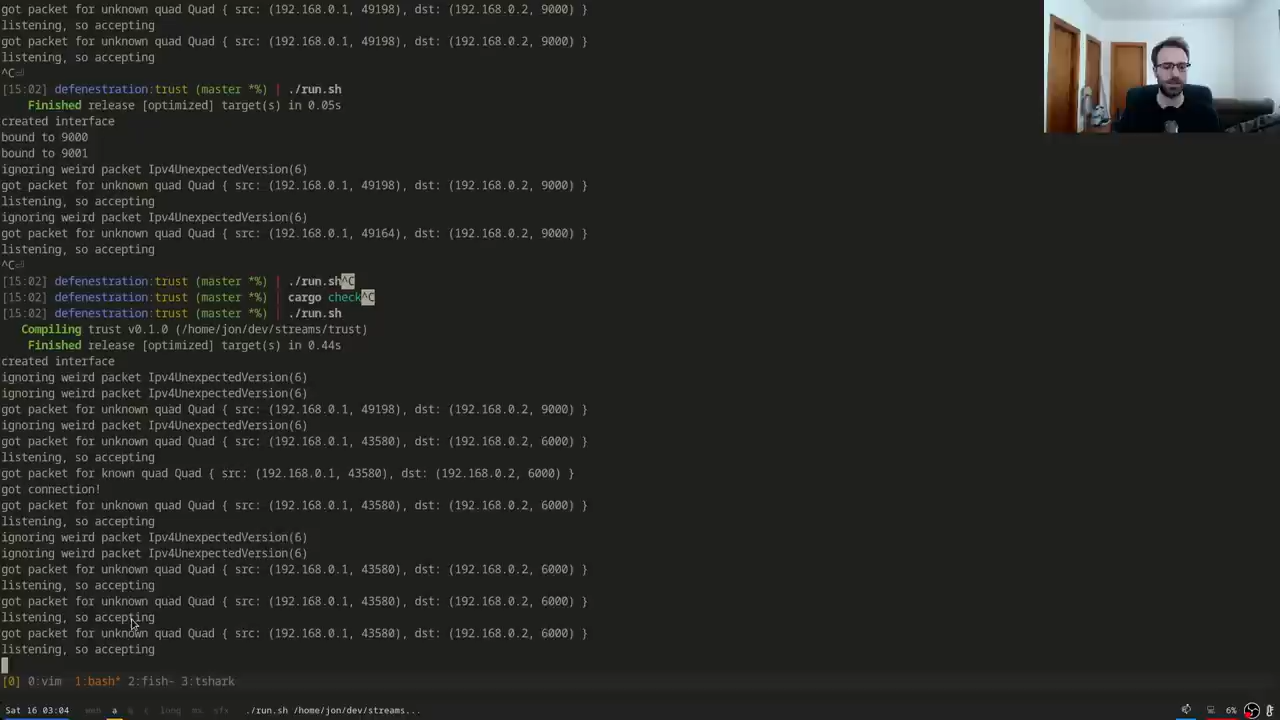 got packet for unknown quad Quad { src: (192.168.0.1, 49198), dst: (192.168.0.2, 9000) }
listening, so accepting
got packet for unknown quad Quad { src: (192.168.0.1, 49198), dst: (192.168.0.2, 9000) }
listening, so accepting
^C⏎
[15:02] defenestration:trust (master *%) | ./run.sh
Finished release [optimized] target(s) in 0.05s
created interface
bound to 9000
bound to 9001
ignoring weird packet Ipv4UnexpectedVersion(6)
got packet for unknown quad Quad { src: (192.168.0.1, 49198), dst: (192.168.0.2, 9000) }
listening, so accepting
ignoring weird packet Ipv4UnexpectedVersion(6)
got packet for unknown quad Quad { src: (192.168.0.1, 49164), dst: (192.168.0.2, 9000) }
listening, so accepting
^C⏎
[15:02] defenestration:trust (master *%) | ./run.sh^C
[15:02] defenestration:trust (master *%) | cargo check^C
[15:02] defenestration:trust (master *%) | ./run.sh
Compiling trust v0.1.0 (/home/jon/dev/streams/trust)
Finished release [optimized] target(s) in 0.44s
created interface
ignoring weird packet Ipv4UnexpectedVersion(6)
ignoring weird packet Ipv4UnexpectedVersion(6)
got packet for unknown quad Quad { src: (192.168.0.1, 49198), dst: (192.168.0.2, 9000) }
ignoring weird packet Ipv4UnexpectedVersion(6)
got packet for unknown quad Quad { src: (192.168.0.1, 43580), dst: (192.168.0.2, 6000) }
listening, so accepting
got packet for known quad Quad { src: (192.168.0.1, 43580), dst: (192.168.0.2, 6000) }
got connection!
got packet for unknown quad Quad { src: (192.168.0.1, 43580), dst: (192.168.0.2, 6000) }
listening, so accepting
ignoring weird packet Ipv4UnexpectedVersion(6)
ignoring weird packet Ipv4UnexpectedVersion(6)
got packet for unknown quad Quad { src: (192.168.0.1, 43580), dst: (192.168.0.2, 6000) }
listening, so accepting
got packet for unknown quad Quad { src: (192.168.0.1, 43580), dst: (192.168.0.2, 6000) }
listening, so accepting
got packet for unknown quad Quad { src: (192.168.0.1, 43580), dst: (192.168.0.2, 6000) }
listening, so accepting
[0] 0:vim 1:bash* 2:fish- 3:tshark
Sat 16 03:04 a lung ./run.sh /home/jon/dev/streams... 6%